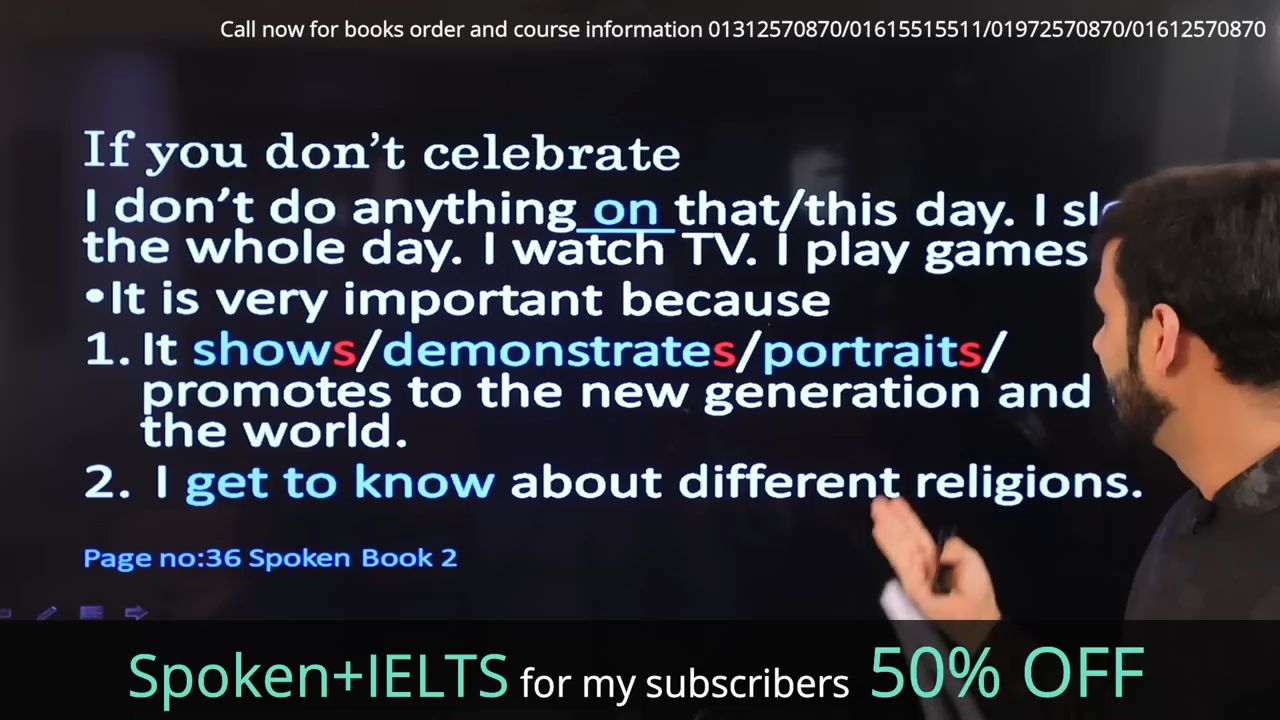 Call now for books order and course information 01312570870/01615515511/01972570870/01612570870
If you don't celebrate
I don't do anything on that/this day. I
the whole day. I watch TV. I play games
•It is very important because
1. It shows/demonstrates/portraits/
promotes to the new generation and
the world.
2. I get to know about different religions.
Page no:36 Spoken Book 2
Spoken+IELTS for my subscribers 50% OFF